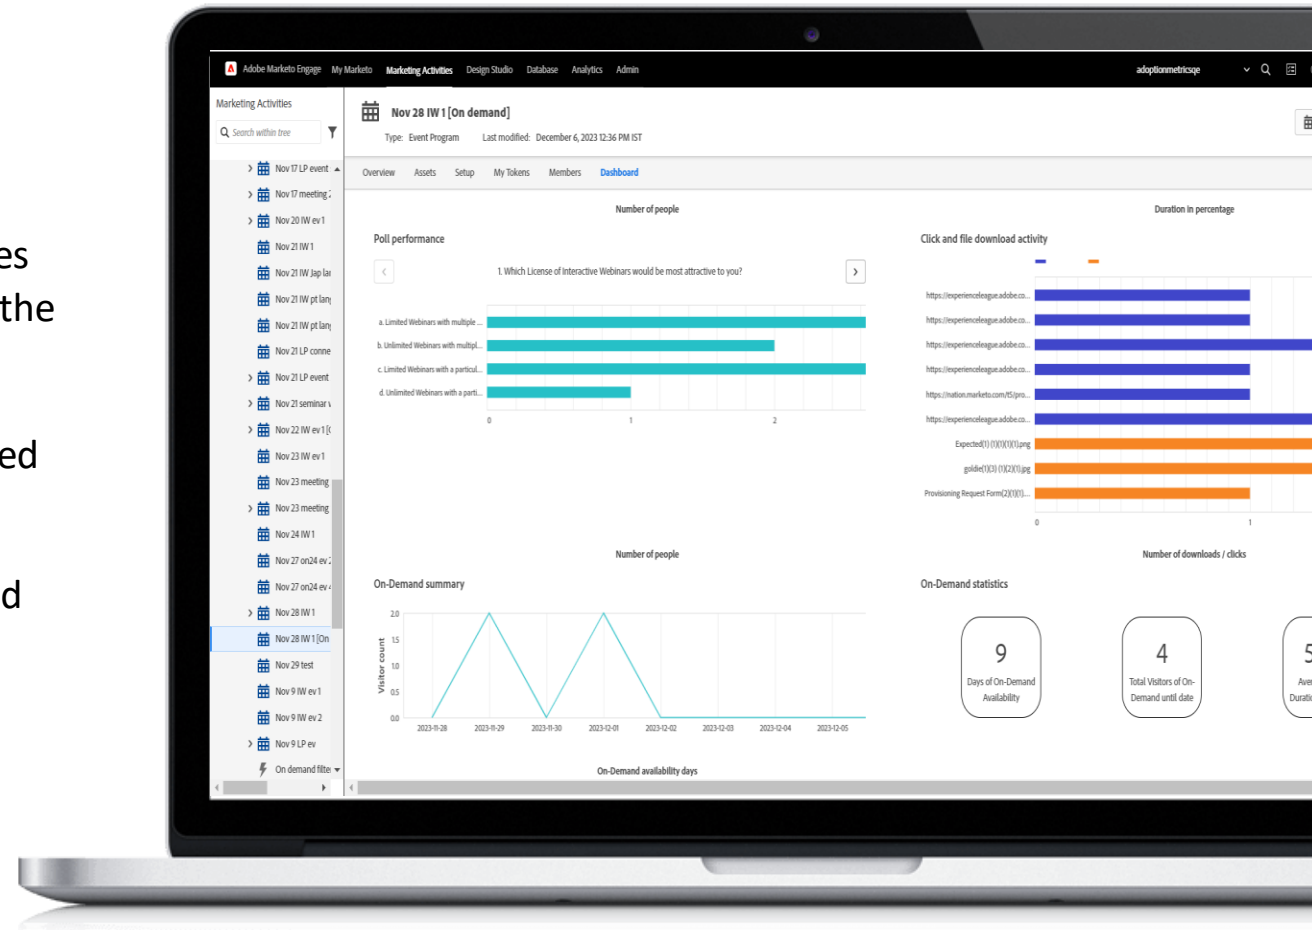 es
the
ed
d
Adobe Marketo Engage My Marketo Marketing Activities Design Studio Database Analytics Admin adoptionmetricsqe
Marketing Activities
Search within tree
Nov 17 LP event
Nov 17 meeting 2
Nov 20 IW ev 1
Nov 21 IW 1
Nov 21 IW Jap lan
Nov 21 IW pt lang
Nov 21 IW pt lang
Nov 21 LP conne
Nov 21 LP event
Nov 21 seminar v
Nov 22 IW ev 1 [
Nov 23 IW ev 1
Nov 23 meeting
Nov 23 meeting
Nov 24 IW 1
Nov 27 on24 ev 2
Nov 27 on24 ev 4
Nov 28 IW 1
Nov 28 IW 1 [On
Nov 29 test
Nov 9 IW ev 1
Nov 9 IW ev 2
Nov 9 LP ev
On demand filte
Nov 28 IW 1 [On demand]
Type: Event Program Last modified: December 6, 2023 12:36 PM IST
Overview Assets Setup My Tokens Members Dashboard
Number of people
Poll performance
1. Which License of Interactive Webinars would be most attractive to you?
a. Limited Webinars with multiple ...
b. Unlimited Webinars with multipl...
c. Limited Webinars with a particul...
d. Unlimited Webinars with a parti...
0 1 2
Number of people
Duration in percentage
Click and file download activity
https://experienceleague.adobe.co...
https://experienceleague.adobe.co...
https://experienceleague.adobe.co...
https://experienceleague.adobe.co...
https://nation.marketo.com/t5/pro...
https://experienceleague.adobe.co...
Expected(1) (1)(1)(1)(1).png
goldie(1)(3) (1)(2)(1).jpg
Provisioning Request Form(2)(1)(1)....
0 1
Number of downloads / clicks
On-Demand summary
Visitor count
2.0
1.5
1.0
0.5
0.0
2023-11-28 2023-11-29 2023-11-30 2023-12-01 2023-12-02 2023-12-03 2023-12-04 2023-12-05
On-Demand availability days
On-Demand statistics
9
Days of On-Demand
Availability
4
Total Visitors of On-
Demand until date
5
Aver
Duratio